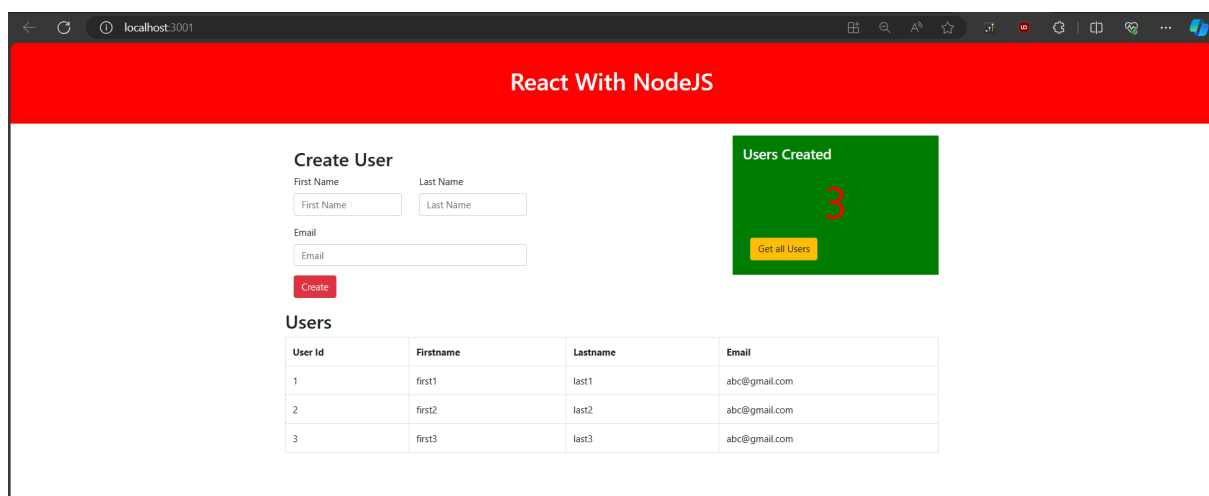 localhost:3001
React With NodeJS
Create User
First Name Last Name
First Name Last Name
Email
Email
Create
Users Created
3
Get all Users
Users
User Id Firstname Lastname Email
1 first1 last1 abc@gmail.com
2 first2 last2 abc@gmail.com
3 first3 last3 abc@gmail.com